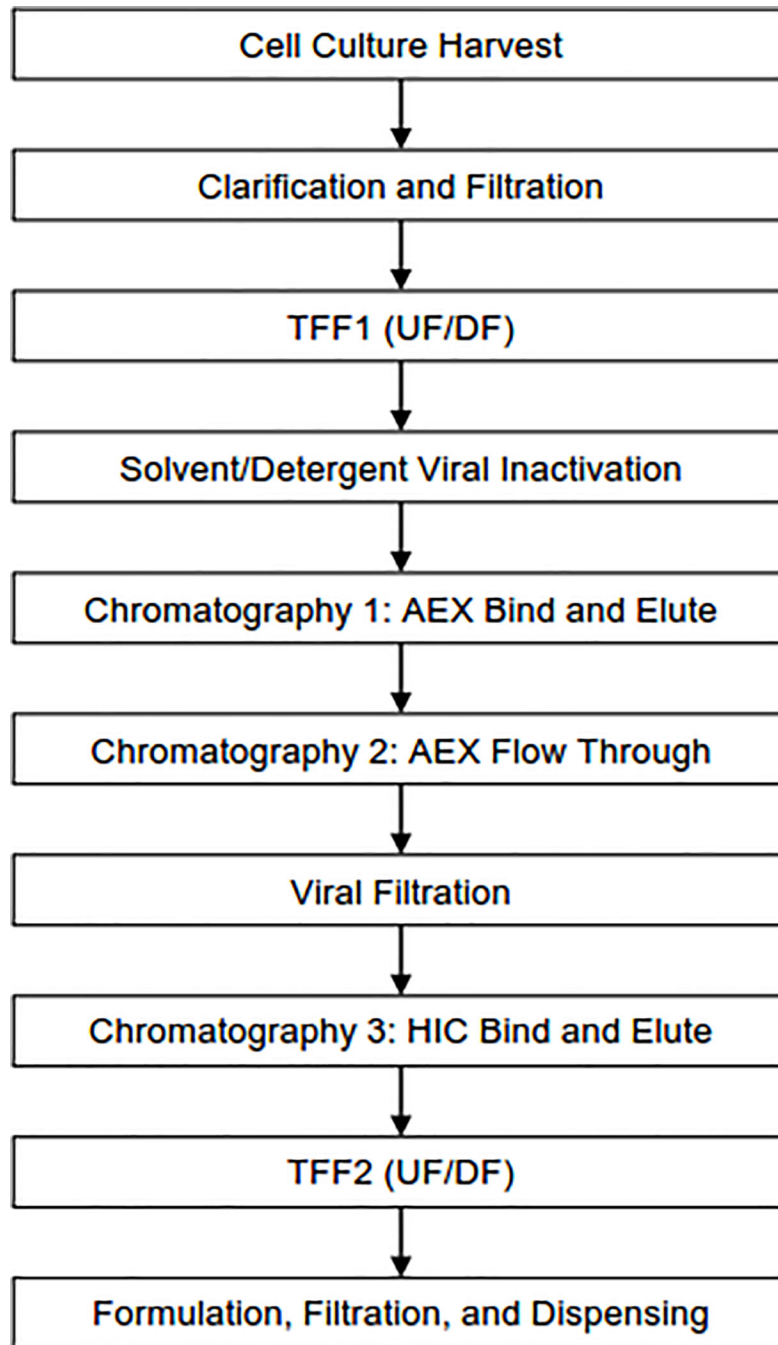 Cell Culture Harvest
Clarification and Filtration
TFF1 (UF/DF)
Solvent/Detergent Viral Inactivation
Chromatography 1: AEX Bind and Elute
Chromatography 2: AEX Flow Through
Viral Filtration
Chromatography 3: HIC Bind and Elute
TFF2 (UF/DF)
Formulation, Filtration, and Dispensing